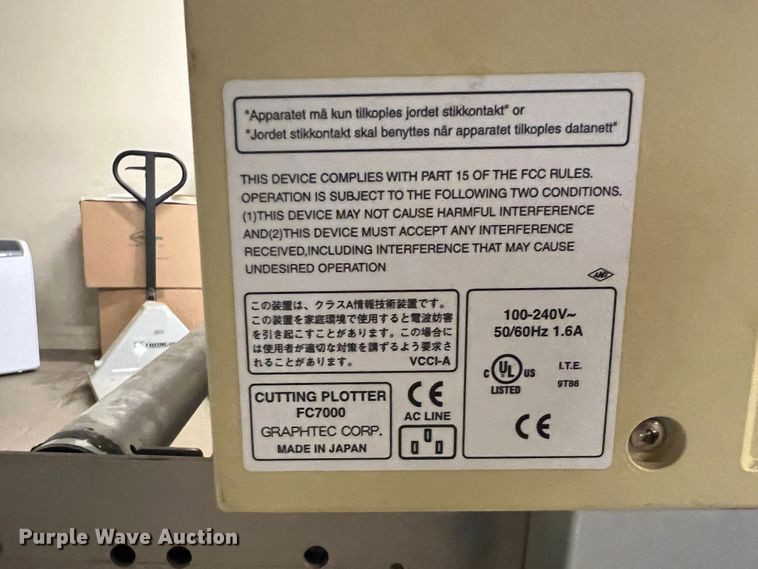 "Apparatet må kun tilkoples jordet stikkontakt" or
"Jordet stikkontakt skal benyttes når apparatet tilkoples datanett"
THIS DEVICE COMPLIES WITH PART 15 OF THE FCC RULES.
OPERATION IS SUBJECT TO THE FOLLOWING TWO CONDITIONS.
(1)THIS DEVICE MAY NOT CAUSE HARMFUL INTERFERENCE
AND(2)THIS DEVICE MUST ACCEPT ANY INTERFERENCE
RECEIVED,INCLUDING INTERFERENCE THAT MAY CAUSE
UNDESIRED OPERATION
この装置は、クラスA情報技術装置です。
この装置を家庭環境で使用すると電波妨害
を引き起こすことがあります。この場合に
は使用者が適切な対策を講ずるよう要求さ
れることがあります。 VCCI-A
CUTTING PLOTTER
FC7000
GRAPHTEC CORP.
MADE IN JAPAN
CE
AC LINE
100-240V~
50/60Hz 1.6A
c UL US
LISTED
I.T.E.
9T86
CE
Purple Wave Auction